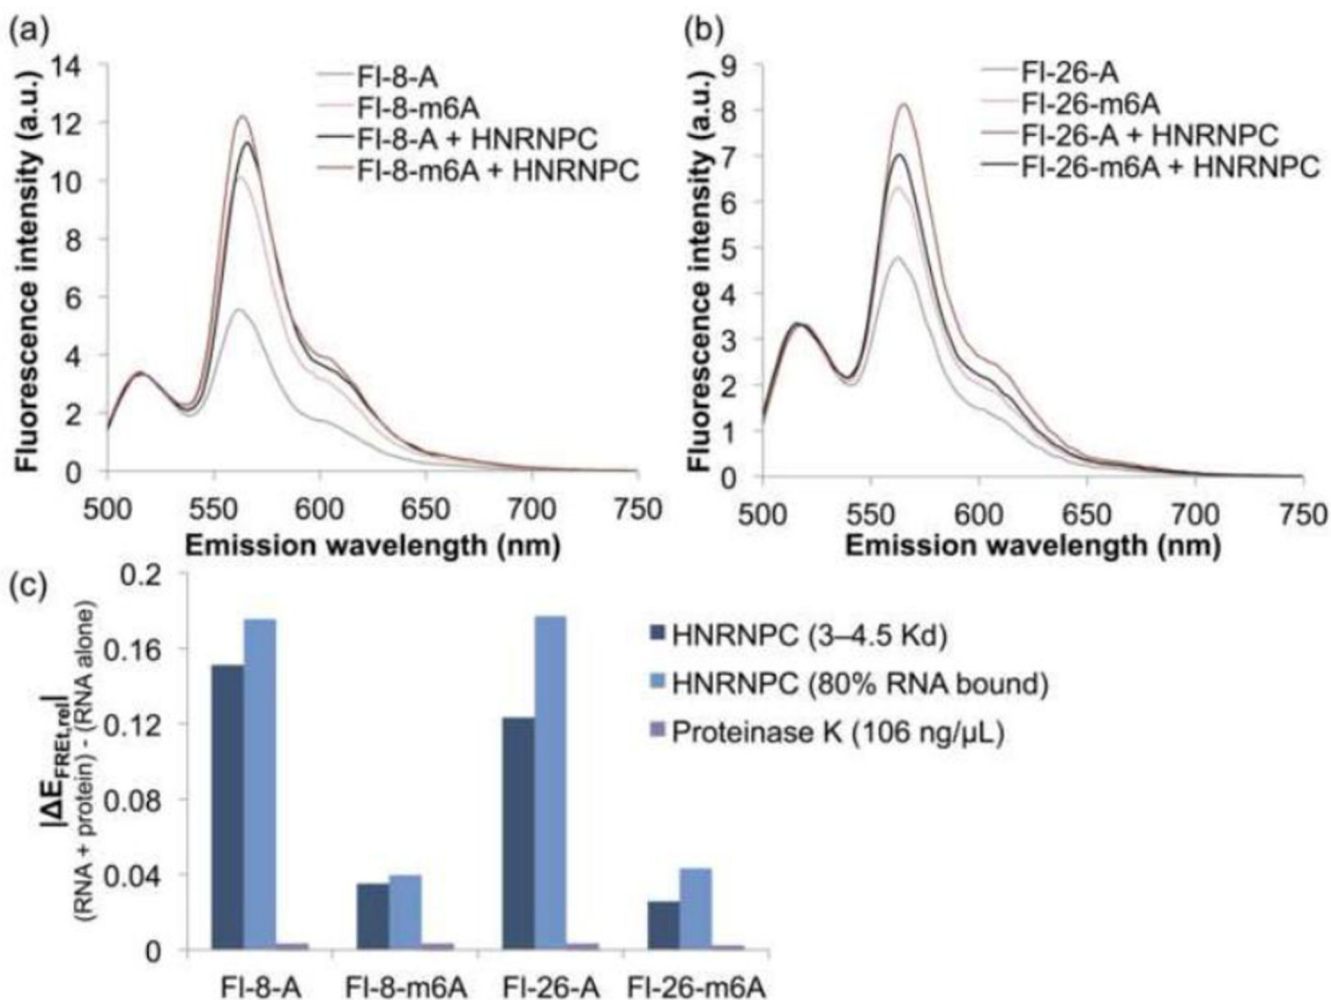 (a)
Fluorescence intensity (a.u.)
14
12
10
8
6
4
2
0
Fl-8-A
Fl-8-m6A
Fl-8-A + HNRNPC
Fl-8-m6A + HNRNPC
500 550 600 650 700 750
Emission wavelength (nm)
(b)
Fluorescence intensity (a.u.)
9
8
7
6
5
4
3
2
1
0
Fl-26-A
Fl-26-m6A
Fl-26-A + HNRNPC
Fl-26-m6A + HNRNPC
500 550 600 650 700 750
Emission wavelength (nm)
(c)
|ΔEFREt,rel|
(RNA + protein) - (RNA alone)
0.2
0.16
0.12
0.08
0.04
0
HNRNPC (3–4.5 Kd)
HNRNPC (80% RNA bound)
Proteinase K (106 ng/µL)
Fl-8-A Fl-8-m6A Fl-26-A Fl-26-m6A